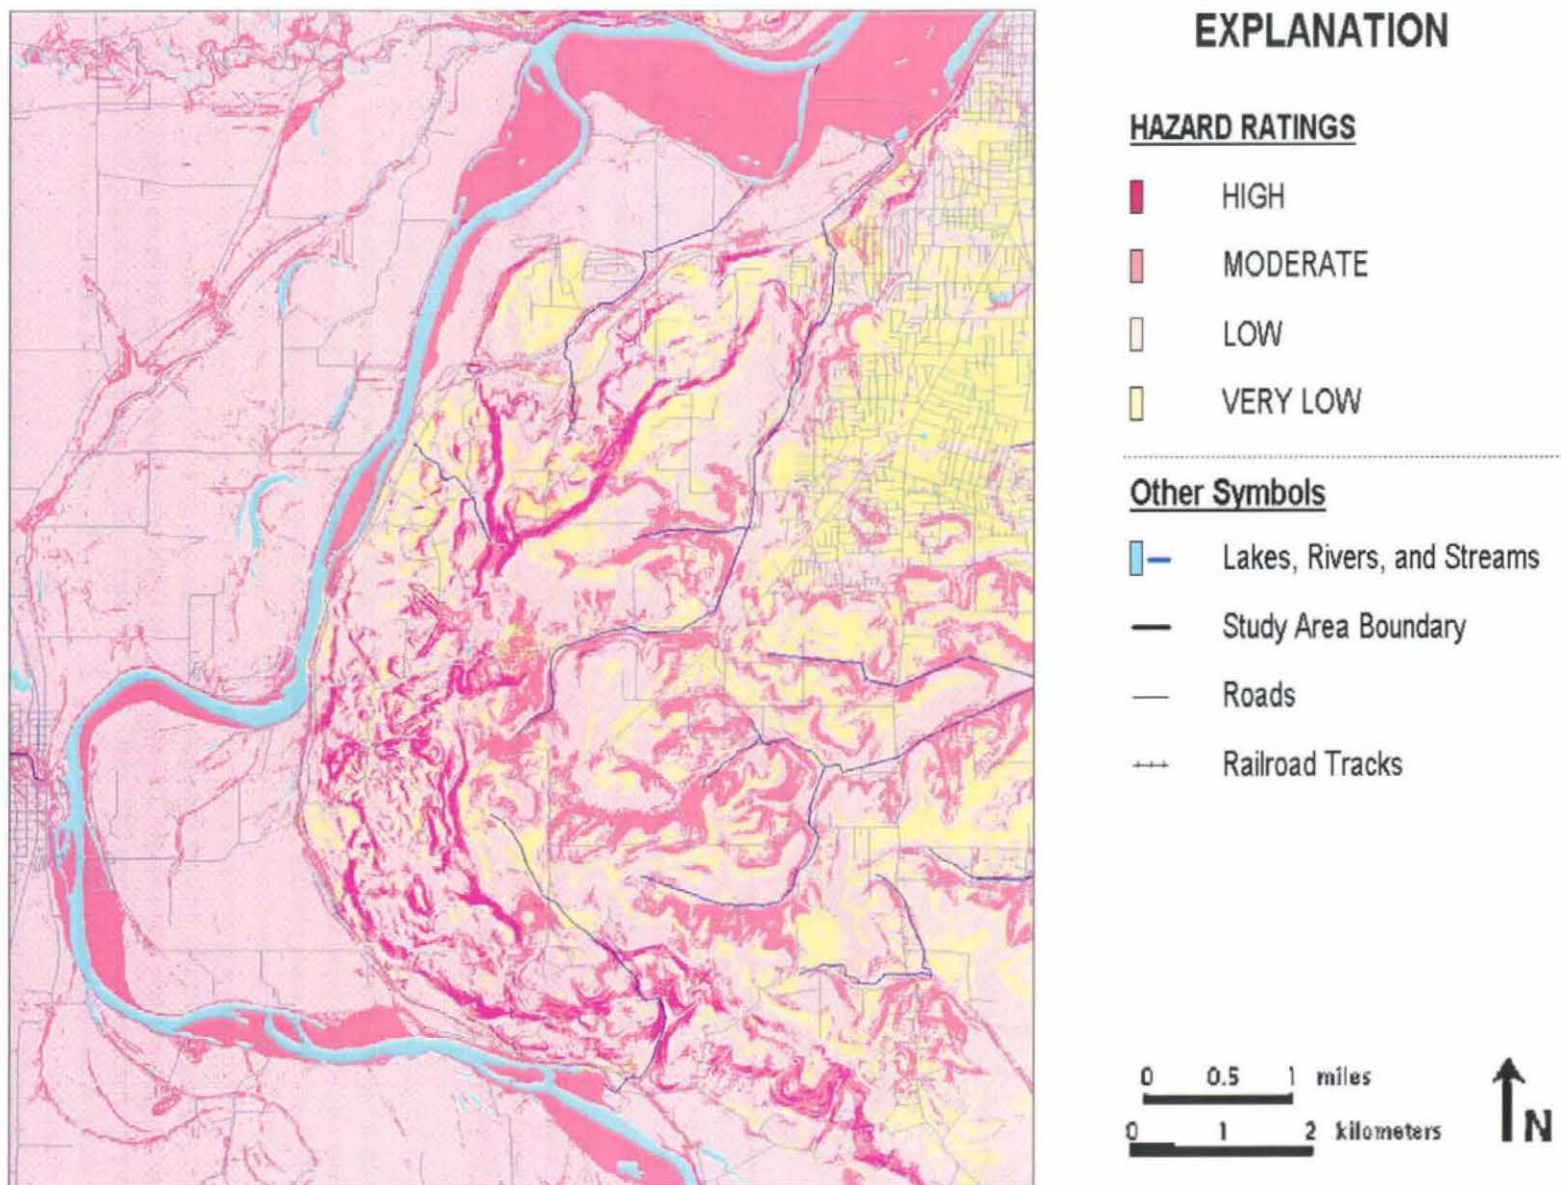 EXPLANATION
HAZARD RATINGS
HIGH
MODERATE
LOW
VERY LOW
Other Symbols
Lakes, Rivers, and Streams
Study Area Boundary
Roads
Railroad Tracks
0 0.5 1 miles
0 1 2 kilometers
N